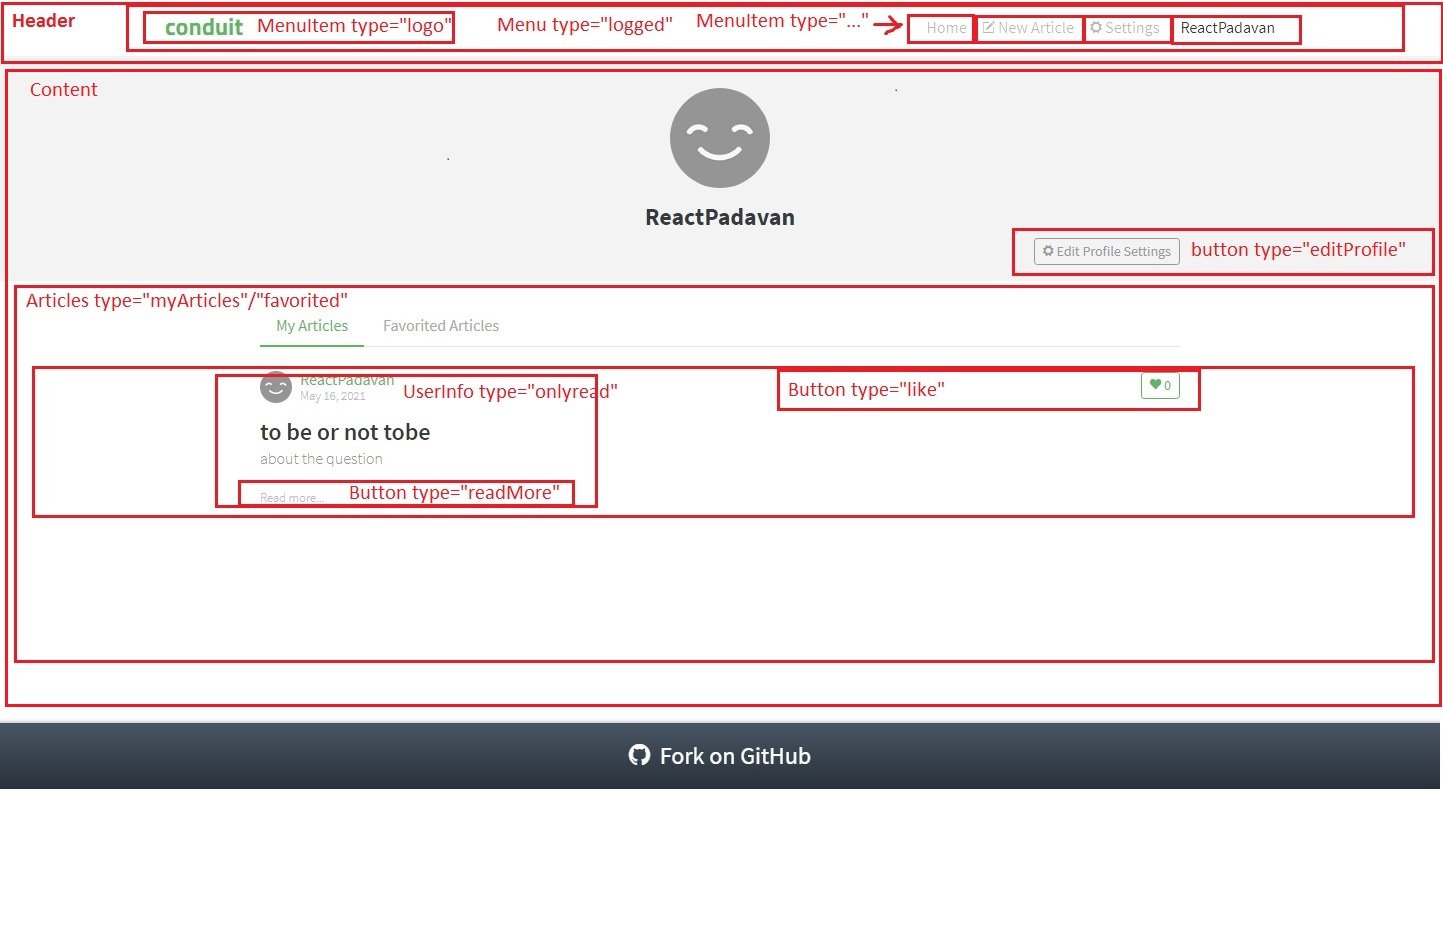 Header
conduit MenuItem type="logo" Menu type="logged" MenuItem type="..." Home New Article Settings ReactPadavan
Content
ReactPadavan
Edit Profile Settings button type="editProfile"
Articles type="myArticles"/"favorited"
My Articles Favorited Articles
ReactPadavan
May 16, 2021
UserInfo type="onlyread"
Button type="like"
0
to be or not tobe
about the question
Read more... Button type="readMore"
Fork on GitHub